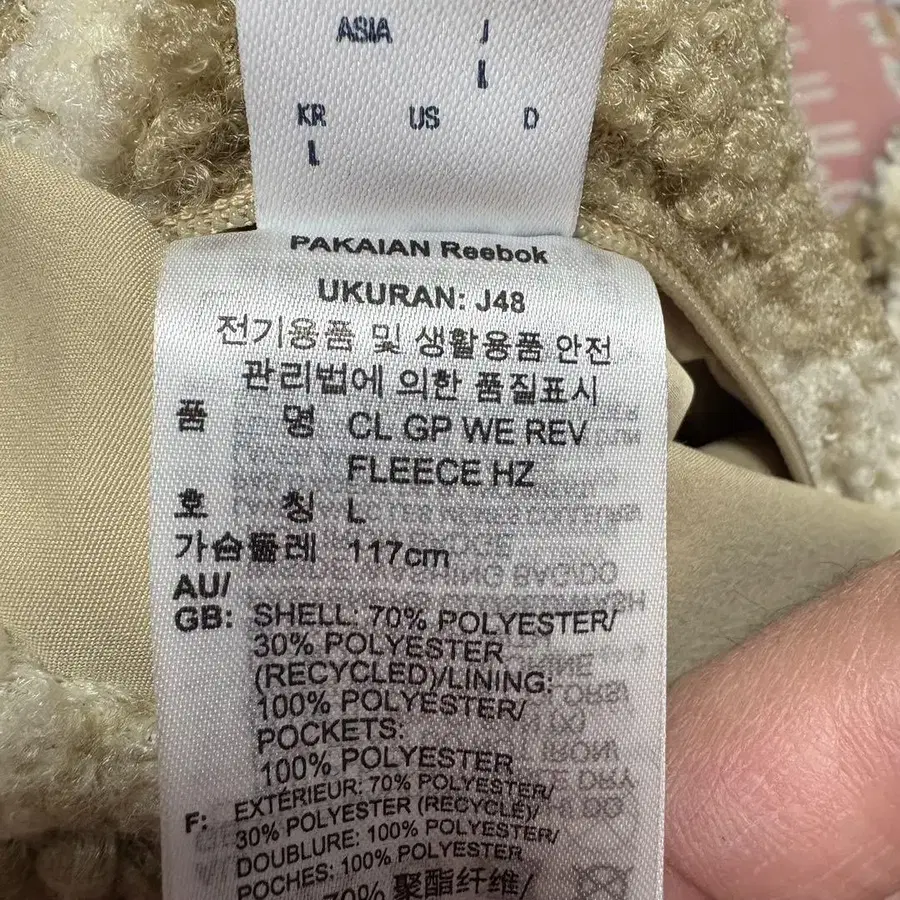 ASIA J
L
KR US D
L
PAKAIAN Reebok
UKURAN: J48
전기용품 및 생활용품 안전
관리법에 의한 품질표시
품 명 CL GP WE REV
FLEECE HZ
호 칭 L
가슴둘레 117cm
AU/
GB: SHELL: 70% POLYESTER/
30% POLYESTER
(RECYCLED)/LINING:
100% POLYESTER/
POCKETS:
100% POLYESTER
F: EXTÉRIEUR: 70% POLYESTER/
30% POLYESTER (RECYCLÉ)/
DOUBLURE: 100% POLYESTER/
POCHES: 100% POLYESTER
70% 聚酯纤维/